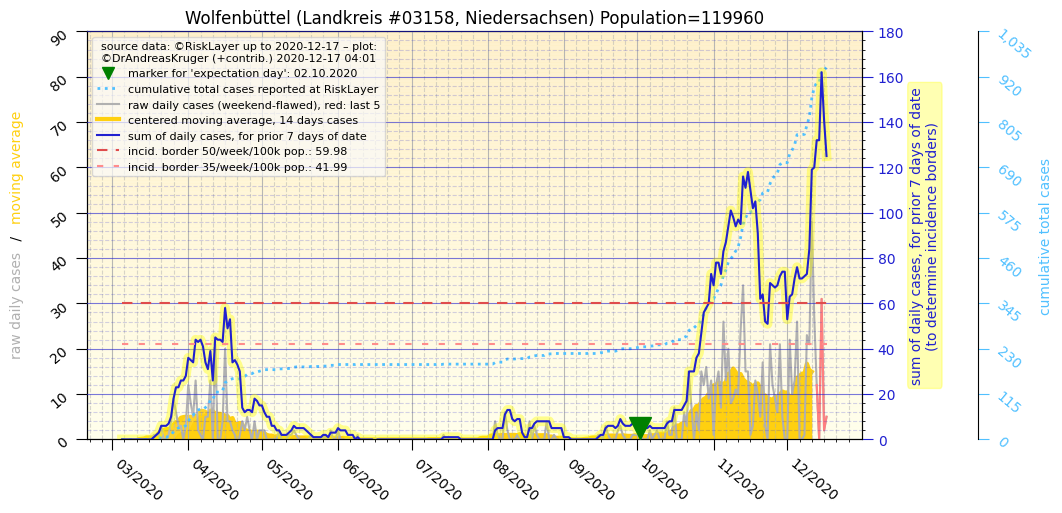 Wolfenbüttel (Landkreis #03158, Niedersachsen) Population=119960
source data: ©RiskLayer up to 2020-12-17 – plot:
©DrAndreasKruger (+contrib.) 2020-12-17 04:01
marker for 'expectation day': 02.10.2020
cumulative total cases reported at RiskLayer
raw daily cases (weekend-flawed), red: last 5
centered moving average, 14 days cases
sum of daily cases, for prior 7 days of date
incid. border 50/week/100k pop.: 59.98
incid. border 35/week/100k pop.: 41.99
raw daily cases / moving average
90
80
70
60
50
40
30
20
10
0
03/2020
04/2020
05/2020
06/2020
07/2020
08/2020
09/2020
10/2020
11/2020
12/2020
180
160
140
120
100
80
60
40
20
0
sum of daily cases, for prior 7 days of date
(to determine incidence borders)
1,035
920
805
690
575
460
345
230
115
0
cumulative total cases